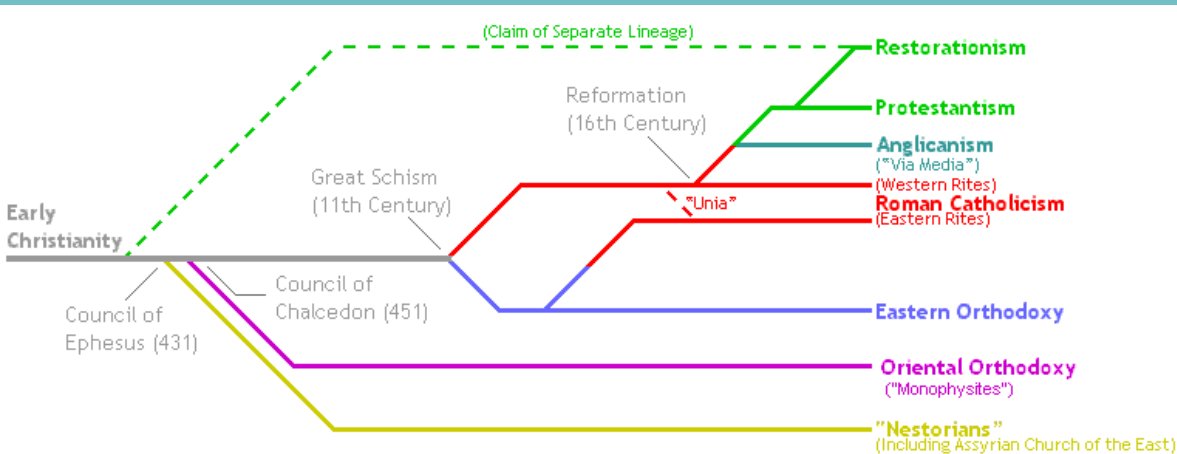 (Claim of Separate Lineage)
Restorationism
Reformation
(16th Century)
Protestantism
Anglicanism
("Via Media")
Great Schism
(11th Century)
(Western Rites)
"Unia"
Roman Catholicism
(Eastern Rites)
Early
Christianity
Council of
Chalcedon (451)
Council of
Ephesus (431)
Eastern Orthodoxy
Oriental Orthodoxy
("Monophysites")
"Nestorians"
(Including Assyrian Church of the East)